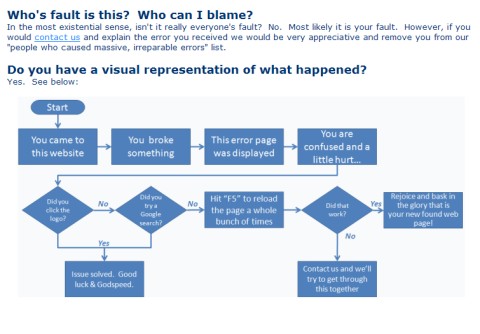 Who's fault is this?  Who can I blame?
In the most existential sense, isn't it really everyone's fault?  No.  Most likely it is your fault.  However, if you
would contact us and explain the error you received we would be very appreciative and remove you from our
"people who caused massive, irreparable errors" list.
Do you have a visual representation of what happened?
Yes.  See below:
Start
You came to
this website
You broke
something
This error page
was displayed
You are
confused and a
little hurt...
Did you
click the
logo?
No
Did you
try a
Google
search?
No
Hit "F5" to reload
the page a whole
bunch of times
Did that
work?
Yes
Rejoice and bask in
the glory that is
your new found web
page!
Yes
No
Issue solved.  Good
luck & Godspeed.
Contact us and we'll
try to get through
this together